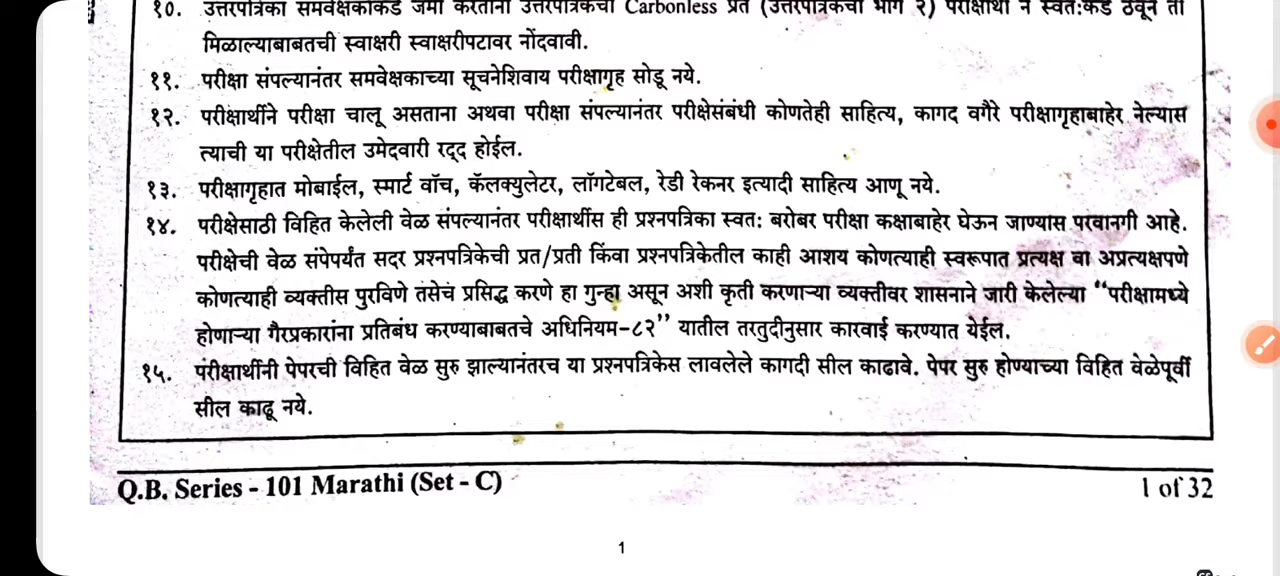 १०. उत्तरपत्रिका समवेक्षकाकडे जमा करताना उत्तरपत्रिकेची Carbonless प्रत (उत्तरपत्रिकेचा भाग २) परीक्षार्थी ने स्वतःकडे ठेवून ती
मिळाल्याबाबतची स्वाक्षरी स्वाक्षरीपटावर नोंदवावी.
११. परीक्षा संपल्यानंतर समवेक्षकाच्या सूचनेशिवाय परीक्षागृह सोडू नये.
१२. परीक्षार्थीने परीक्षा चालू असताना अथवा परीक्षा संपल्यानंतर परीक्षेसंबंधी कोणतेही साहित्य, कागद वगैरे परीक्षागृहाबाहेर नेल्यास
त्याची या परीक्षेतील उमेदवारी रद्द होईल.
१३. परीक्षागृहात मोबाईल, स्मार्ट वॉच, कॅलक्युलेटर, लॉगटेबल, रेडी रेकनर इत्यादी साहित्य आणू नये.
१४. परीक्षेसाठी विहित केलेली वेळ संपल्यानंतर परीक्षार्थीस ही प्रश्नपत्रिका स्वतः बरोबर परीक्षा कक्षाबाहेर घेऊन जाण्यास परवानगी आहे.
परीक्षेची वेळ संपेपर्यंत सदर प्रश्नपत्रिकेची प्रत/प्रती किंवा प्रश्नपत्रिकेतील काही आशय कोणत्याही स्वरूपात प्रत्यक्ष वा अप्रत्यक्षपणे
कोणत्याही व्यक्तीस पुरविणे तसेचं प्रसिद्ध करणे हा गुन्हा असून अशी कृती करणाऱ्या व्यक्तीवर शासनाने जारी केलेल्या "परीक्षामध्ये
होणाऱ्या गैरप्रकारांना प्रतिबंध करण्याबाबतचे अधिनियम-८२" यातील तरतुदीनुसार कारवाई करण्यात येईल.
१५. परीक्षार्थीनी पेपरची विहित वेळ सुरु झाल्यानंतरच या प्रश्नपत्रिकेस लावलेले कागदी सील काढावे. पेपर सुरु होण्याच्या विहित वेळेपूर्वी
सील काढू नये.
Q.B. Series - 101 Marathi (Set - C)
1 of 32
1